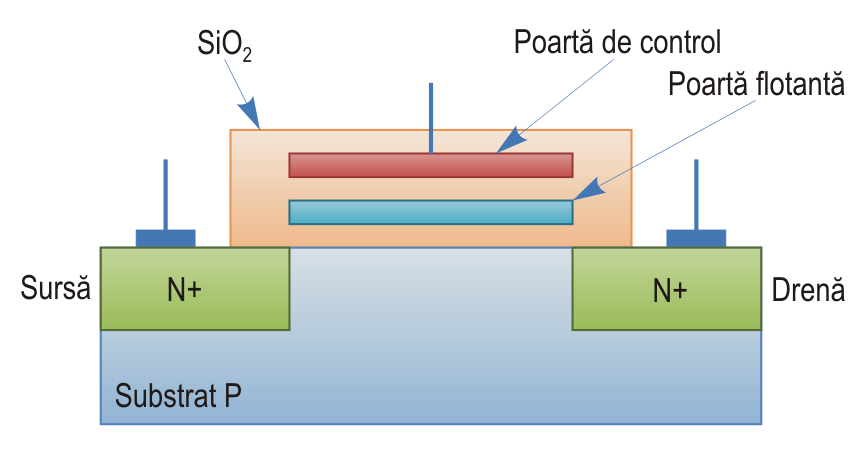 SiO₂
Poartă de control
Poartă flotantă
Sursă
N+
N+
Drenă
Substrat P